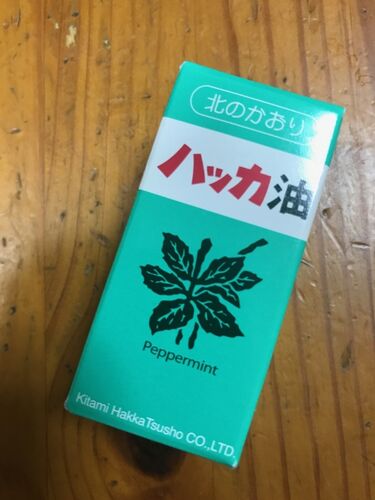 北のかおり
ハッカ油
Peppermint
Kitami HakkaTsusho CO.,LTD.